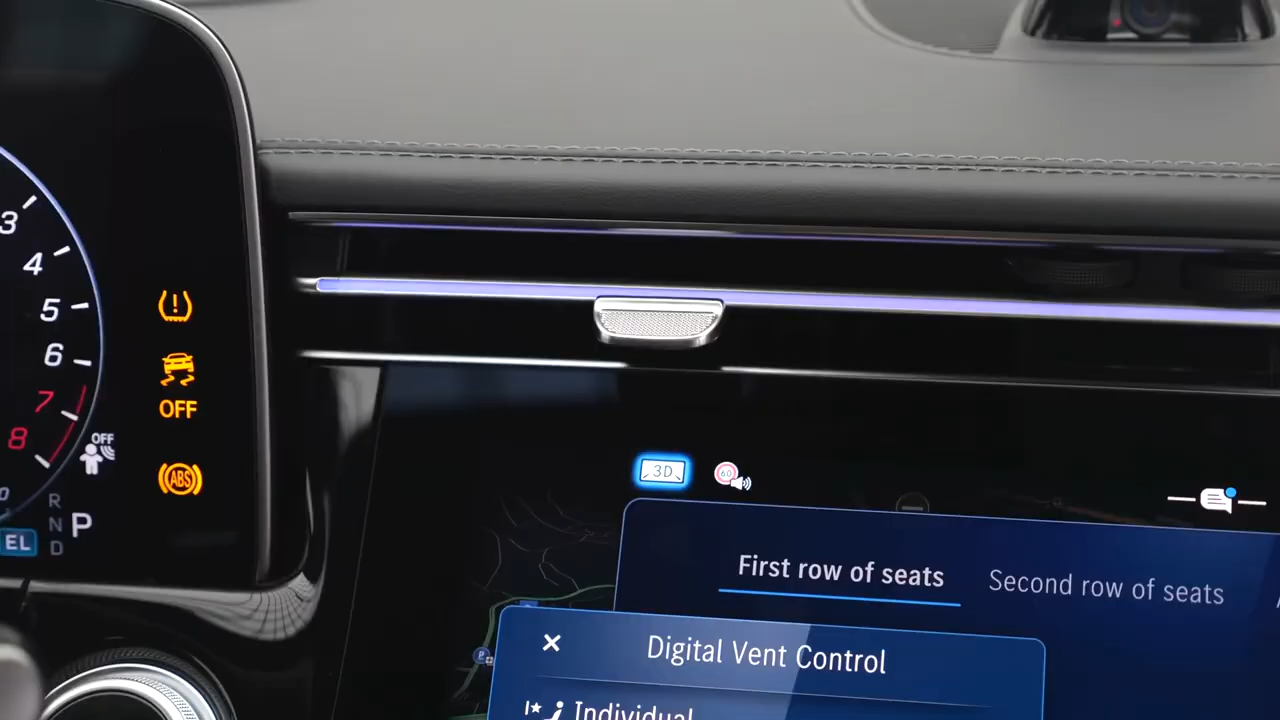 3
4
5
6
7
8
OFF
OFF
ABS
R
N
D
P
EL
3D
60
First row of seats
Second row of seats
P
Digital Vent Control
Individual